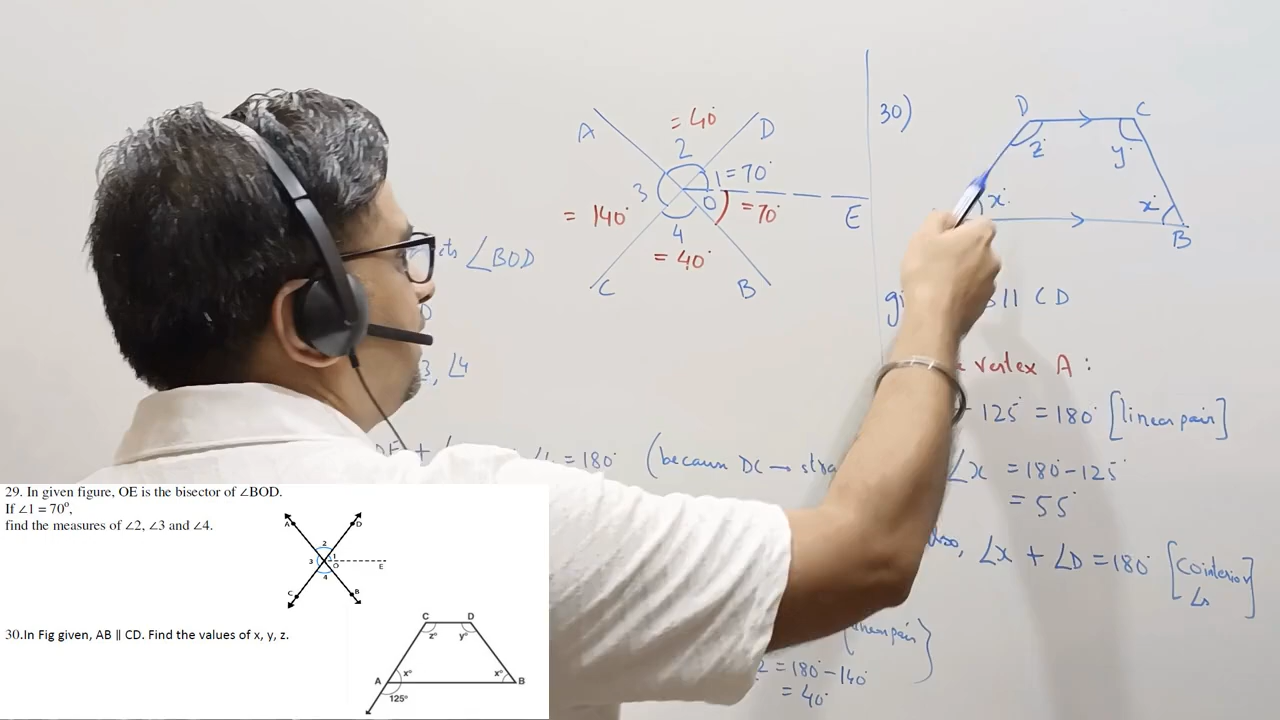 A
= 40°
D
2
1 = 70°
3
O
= 70°
= 140°
E
4
= 40°
C
B
∠BOD
∠4
= 180° (because DC →
2 = 180° - 140°
= 40°
30)
D
C
z°
y°
x°
x°
B
|| CD
vertex A :
125° = 180° [linear pair]
∠x = 180° - 125°
= 55°
∠x + ∠D = 180° [cointerior
∠s
29. In given figure, OE is the bisector of ∠BOD.
If ∠1 = 70°,
find the measures of ∠2, ∠3 and ∠4.
A
D
2
1
3
O
E
4
C
B
30.In Fig given, AB ∥ CD. Find the values of x, y, z.
C
D
z°
y°
A
x°
x°
B
125°